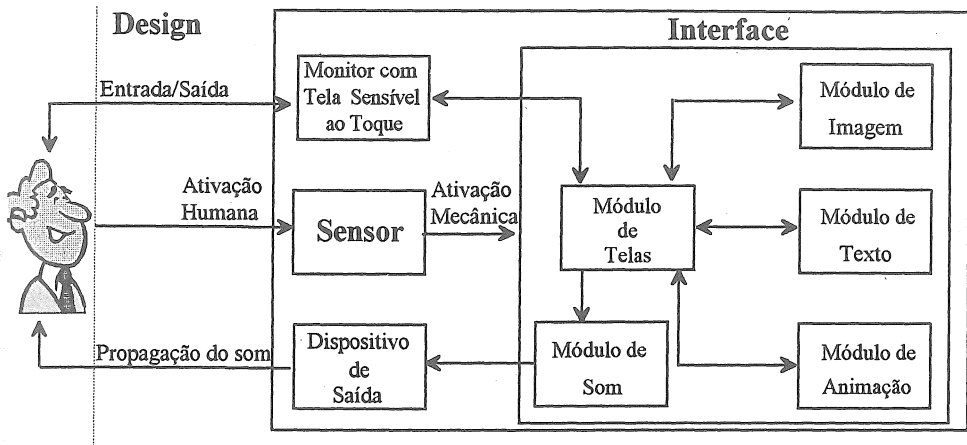 Design
Interface
Entrada/Saída
Monitor com
Tela Sensível
ao Toque
Módulo de
Imagem
Ativação
Humana
Sensor
Ativação
Mecânica
Módulo
de
Telas
Módulo de
Texto
Propagação do som
Dispositivo
de
Saída
Módulo de
Som
Módulo de
Animação